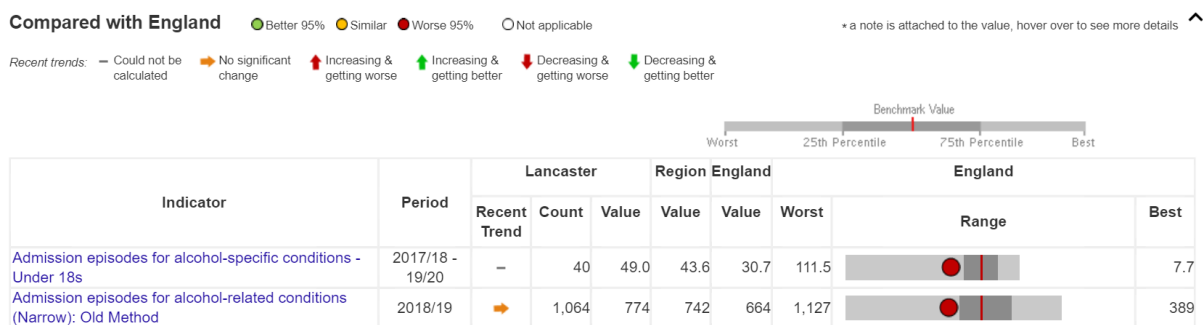 Compared with England Better 95% Similar Worse 95% Not applicable * a note is attached to the value, hover over to see more details
Recent trends: – Could not be calculated No significant change Increasing & getting worse Increasing & getting better Decreasing & getting worse Decreasing & getting better
Benchmark Value
Worst 25th Percentile 75th Percentile Best
Indicator Period Lancaster Region England England
Recent Trend Count Value Value Value Worst Range Best
Admission episodes for alcohol-specific conditions - Under 18s 2017/18 - 19/20 – 40 49.0 43.6 30.7 111.5 7.7
Admission episodes for alcohol-related conditions (Narrow): Old Method 2018/19 1,064 774 742 664 1,127 389